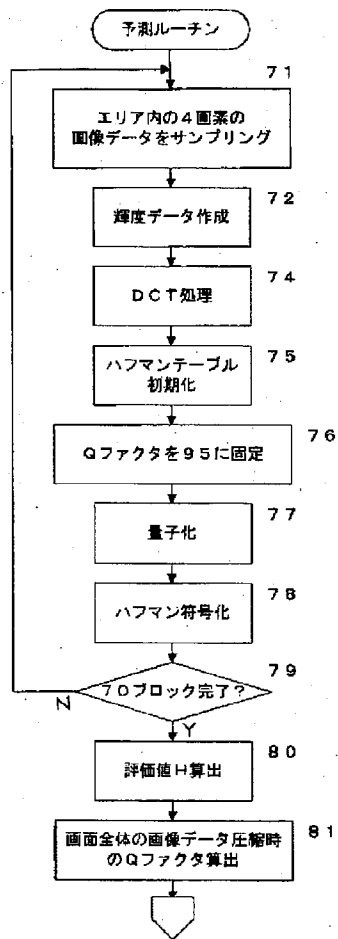 予測ルーチン
71
エリア内の4画素の
画像データをサンプリング
72
輝度データ作成
74
DCT処理
75
ハフマンテーブル
初期化
76
Qファクタを95に固定
77
量子化
78
ハフマン符号化
79
70ブロック完了?
N
Y
80
評価値H算出
81
画面全体の画像データ圧縮時
のQファクタ算出